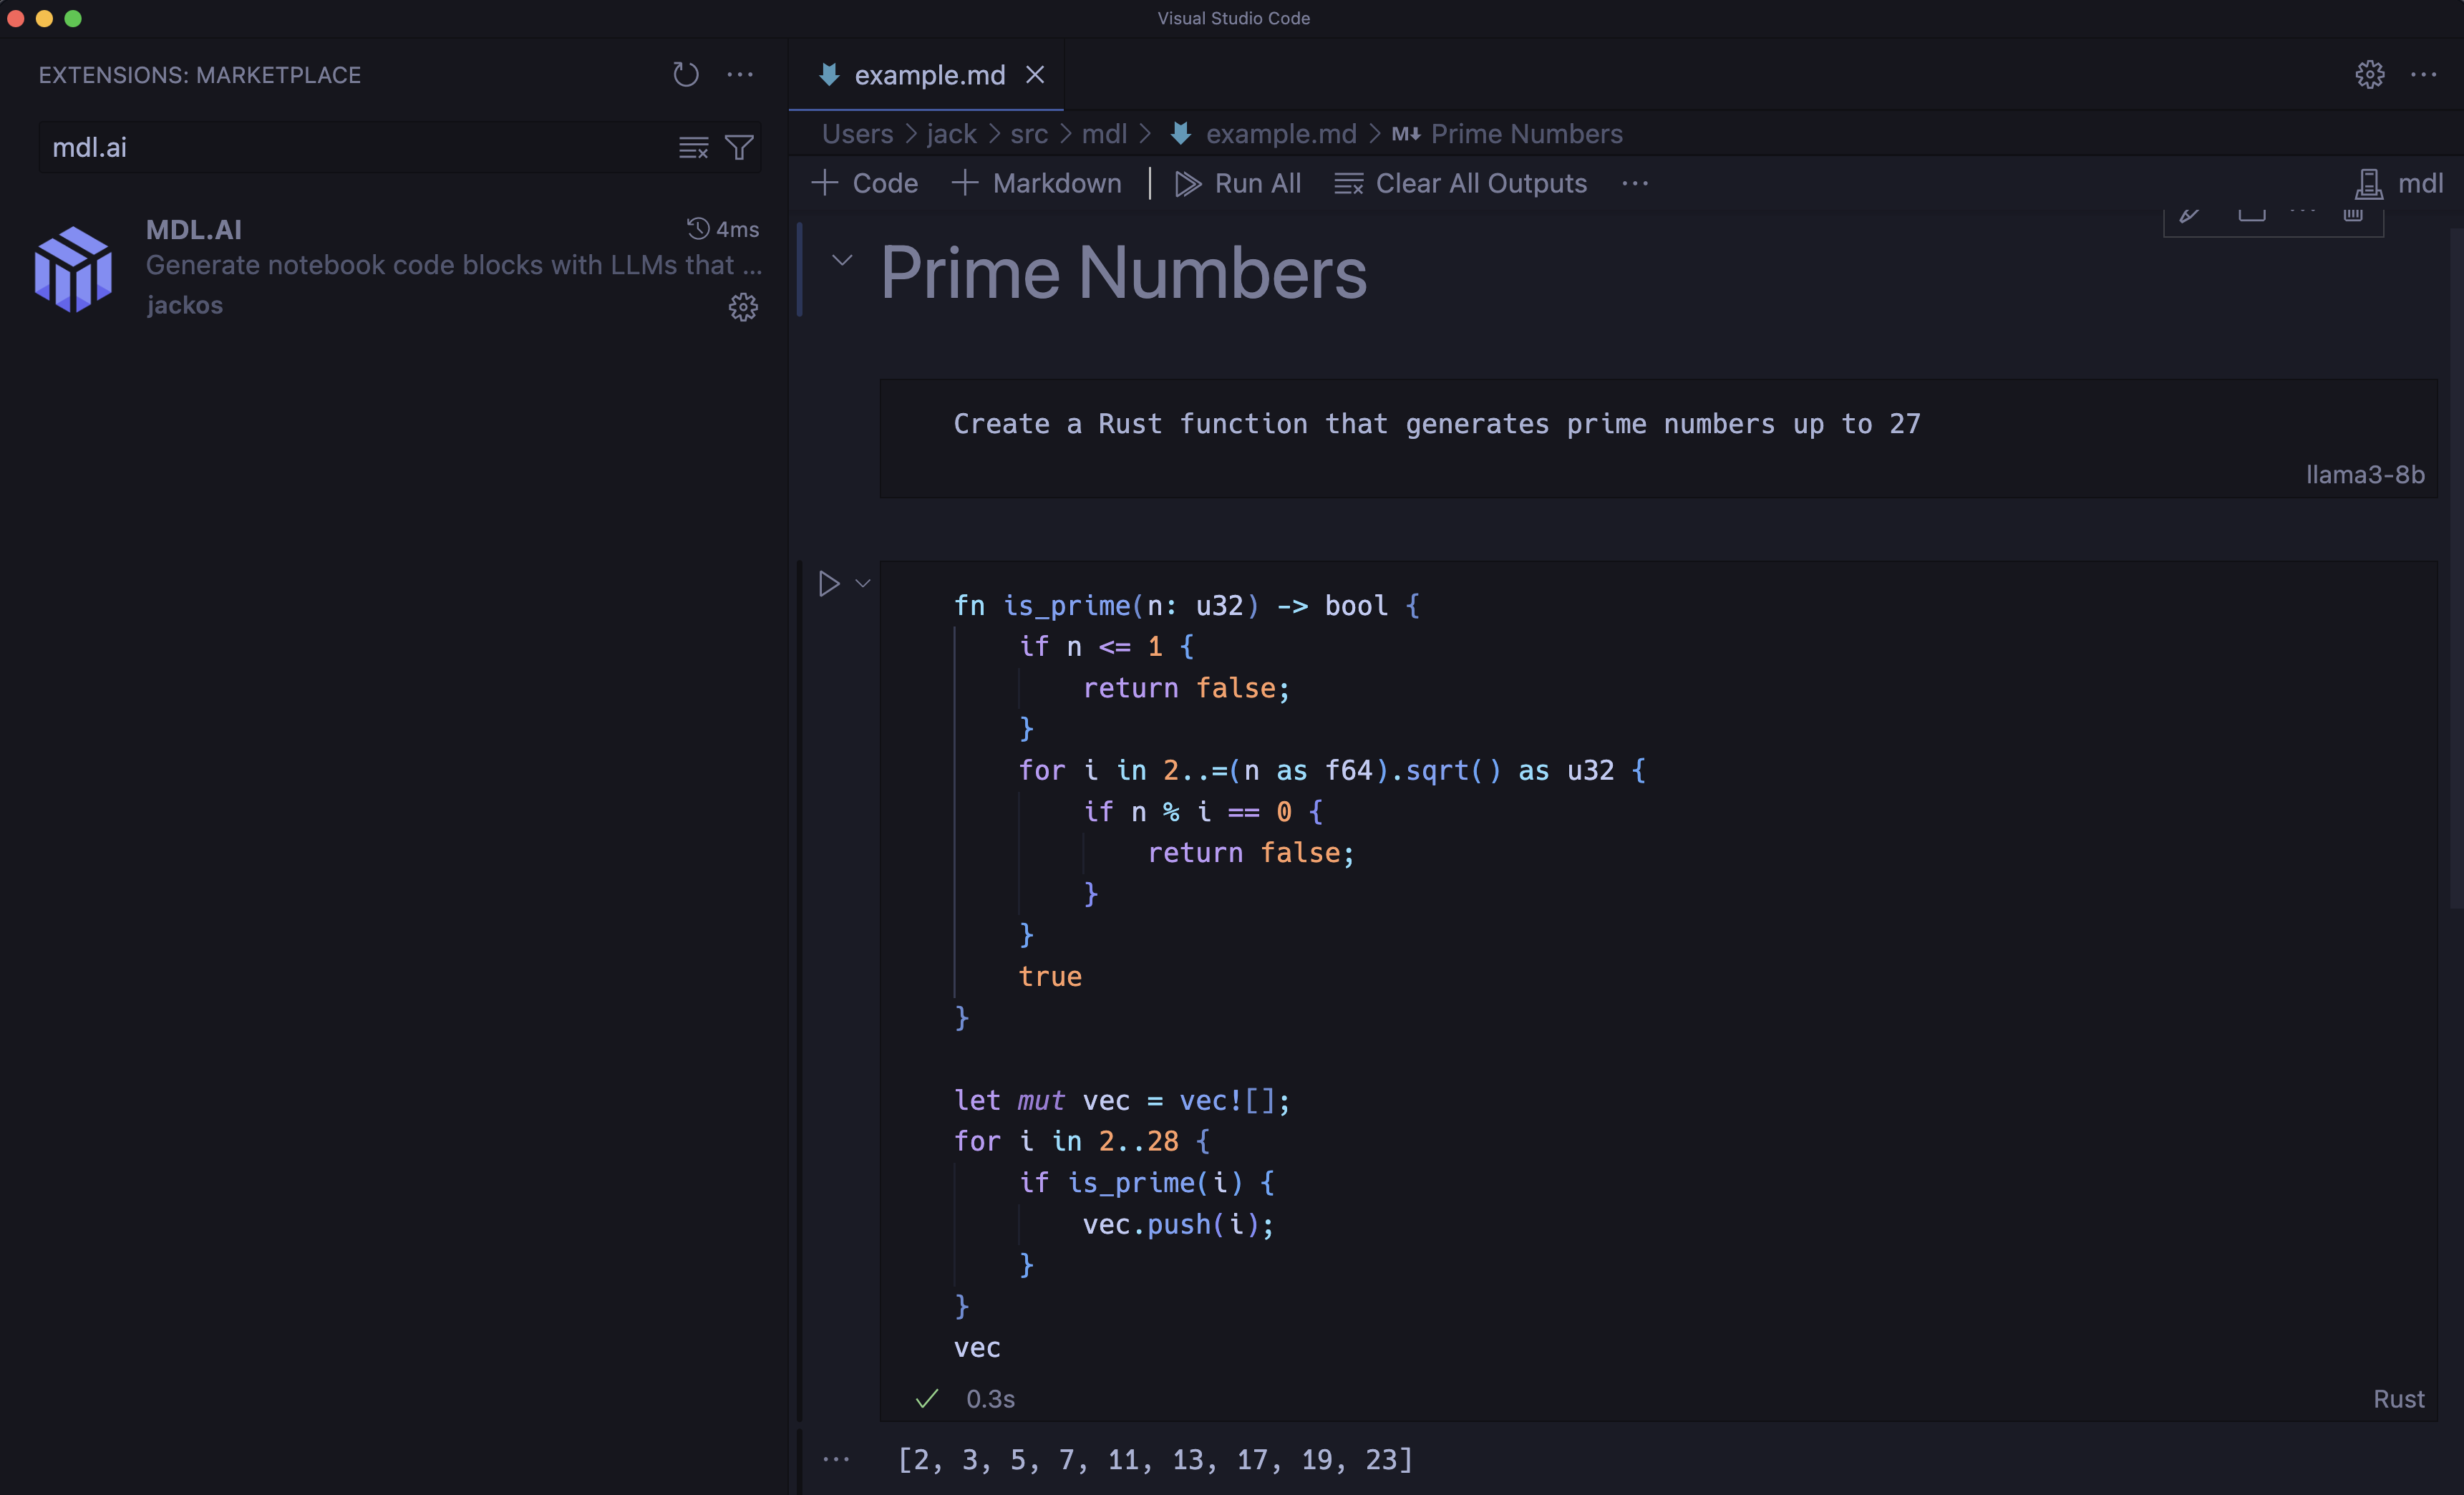 Visual Studio Code
EXTENSIONS: MARKETPLACE
mdl.ai
MDL.AI
4ms
Generate notebook code blocks with LLMs that ...
jackos
example.md
Users > jack > src > mdl > example.md > M↓ Prime Numbers
+ Code + Markdown | Run All Clear All Outputs ... mdl
Prime Numbers
Create a Rust function that generates prime numbers up to 27
llama3-8b
fn is_prime(n: u32) -> bool {
    if n <= 1 {
        return false;
    }
    for i in 2..=(n as f64).sqrt() as u32 {
        if n % i == 0 {
            return false;
        }
    }
    true
}
let mut vec = vec![];
for i in 2..28 {
    if is_prime(i) {
        vec.push(i);
    }
}
vec
0.3s
Rust
[2, 3, 5, 7, 11, 13, 17, 19, 23]